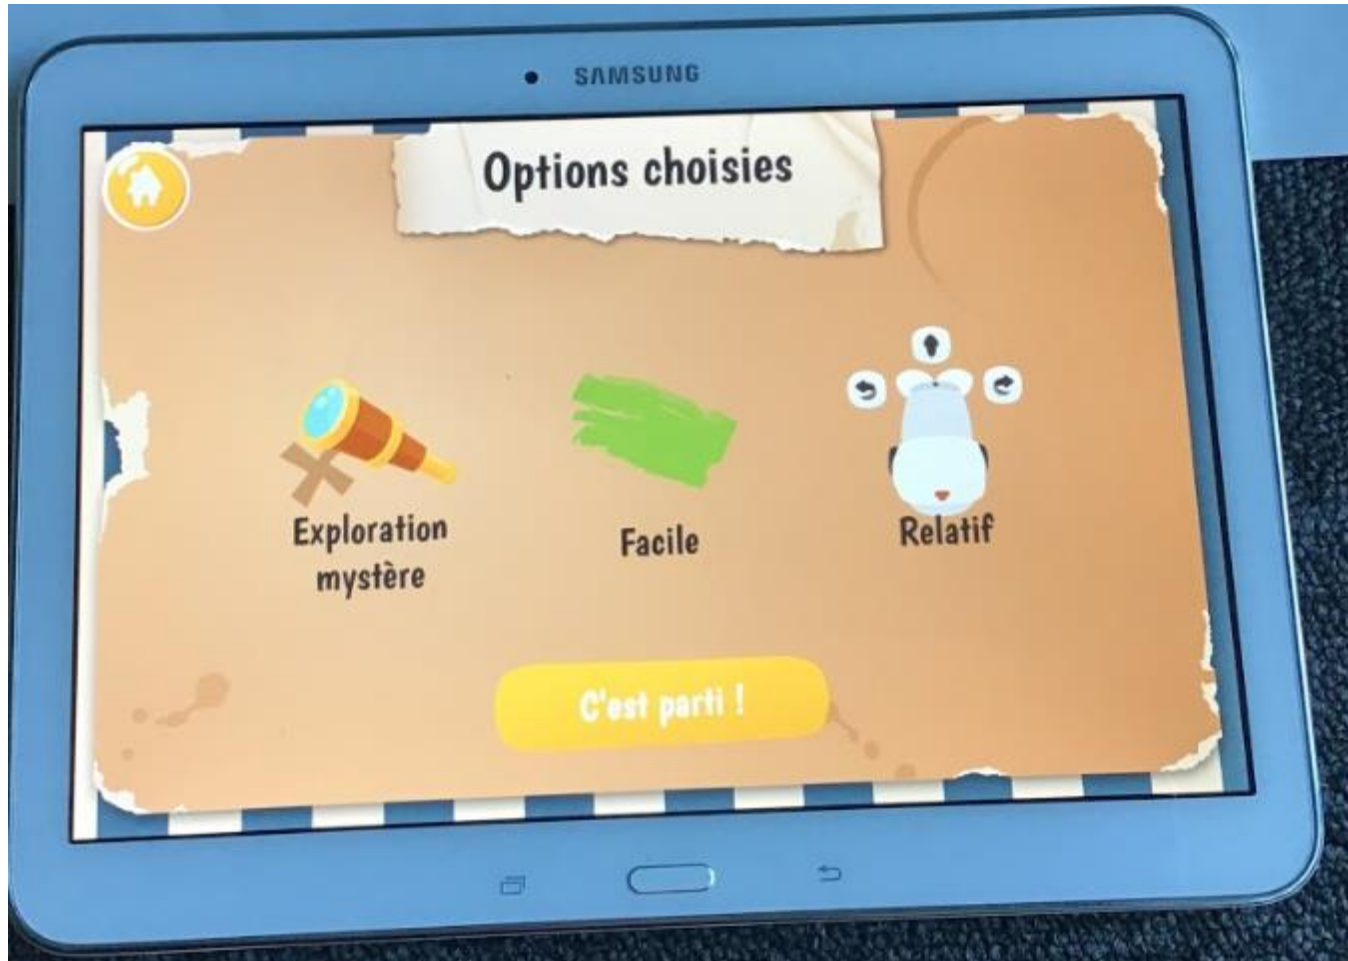 SAMSUNG
Options choisies
Exploration
mystère
Facile
Relatif
C'est parti !